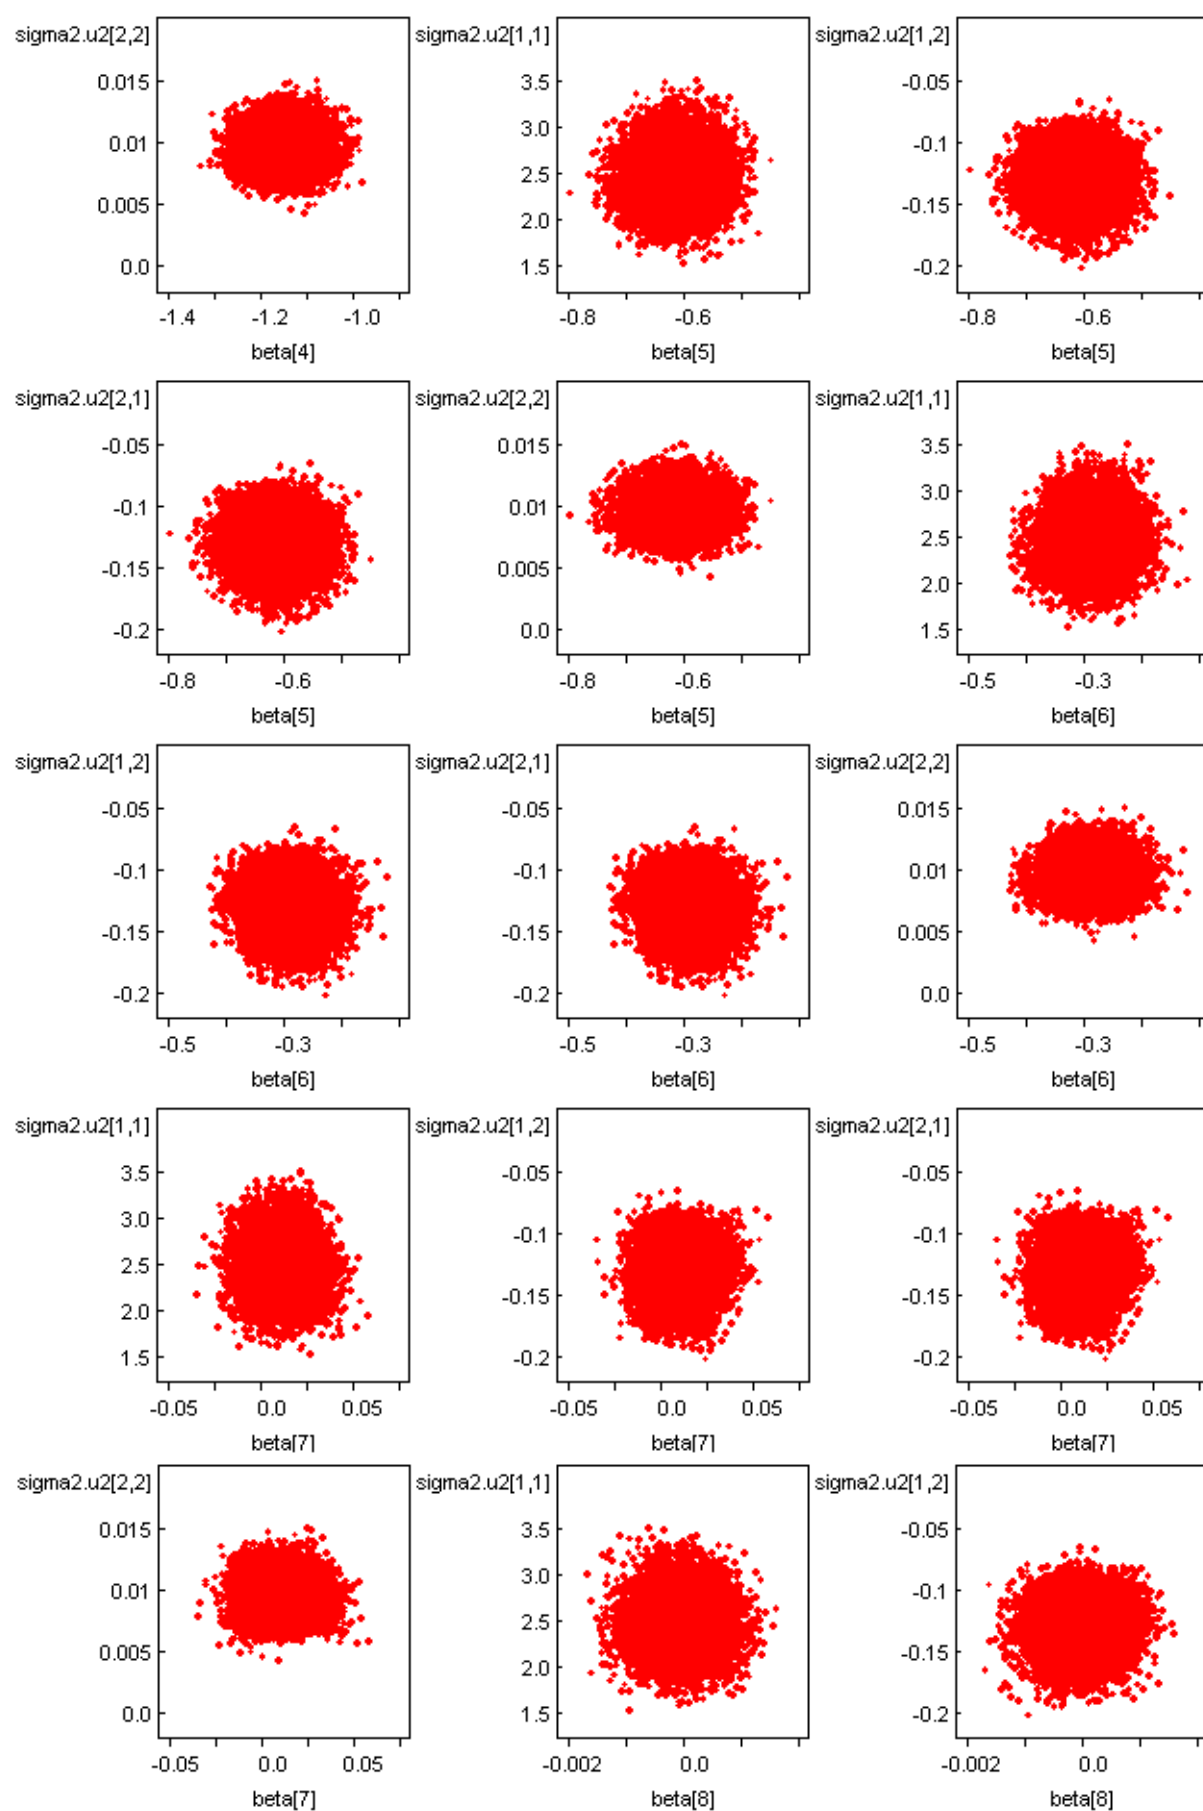 sigma2.u2[2,2] sigma2.u2[1,1] sigma2.u2[1,2]
0.015 3.5 -0.05
0.01 3.0 -0.1
2.5
0.005 2.0 -0.15
0.0 1.5 -0.2
-1.4 -1.2 -1.0 -0.8 -0.6 -0.8 -0.6
beta[4] beta[5] beta[5]
sigma2.u2[2,1] sigma2.u2[2,2] sigma2.u2[1,1]
-0.05 0.015 3.5
-0.1 0.01 3.0
2.5
-0.15 0.005 2.0
-0.2 0.0 1.5
-0.8 -0.6 -0.8 -0.6 -0.5 -0.3
beta[5] beta[5] beta[6]
sigma2.u2[1,2] sigma2.u2[2,1] sigma2.u2[2,2]
-0.05 -0.05 0.015
-0.1 -0.1 0.01
-0.15 -0.15 0.005
-0.2 -0.2 0.0
-0.5 -0.3 -0.5 -0.3 -0.5 -0.3
beta[6] beta[6] beta[6]
sigma2.u2[1,1] sigma2.u2[1,2] sigma2.u2[2,1]
3.5 -0.05 -0.05
3.0 -0.1 -0.1
2.5
2.0 -0.15 -0.15
1.5 -0.2 -0.2
-0.05 0.0 0.05 -0.05 0.0 0.05 -0.05 0.0 0.05
beta[7] beta[7] beta[7]
sigma2.u2[2,2] sigma2.u2[1,1] sigma2.u2[1,2]
0.015 3.5 -0.05
0.01 3.0 -0.1
2.5
0.005 2.0 -0.15
0.0 1.5 -0.2
-0.05 0.0 0.05 -0.002 0.0 -0.002 0.0
beta[7] beta[8] beta[8]